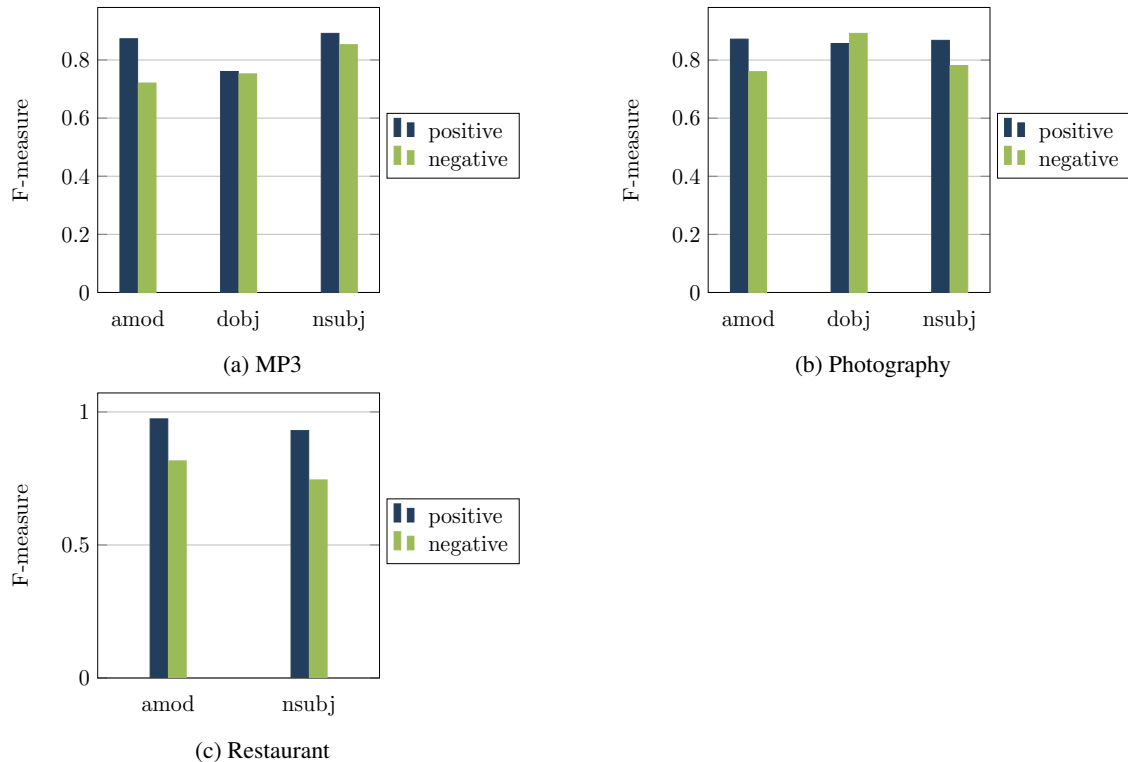 0.8
0.6
0.4
0.2
0
F-measure
amod dobj nsubj
positive
negative
(a) MP3
0.8
0.6
0.4
0.2
0
F-measure
amod dobj nsubj
positive
negative
(b) Photography
1
0.5
0
F-measure
amod nsubj
positive
negative
(c) Restaurant